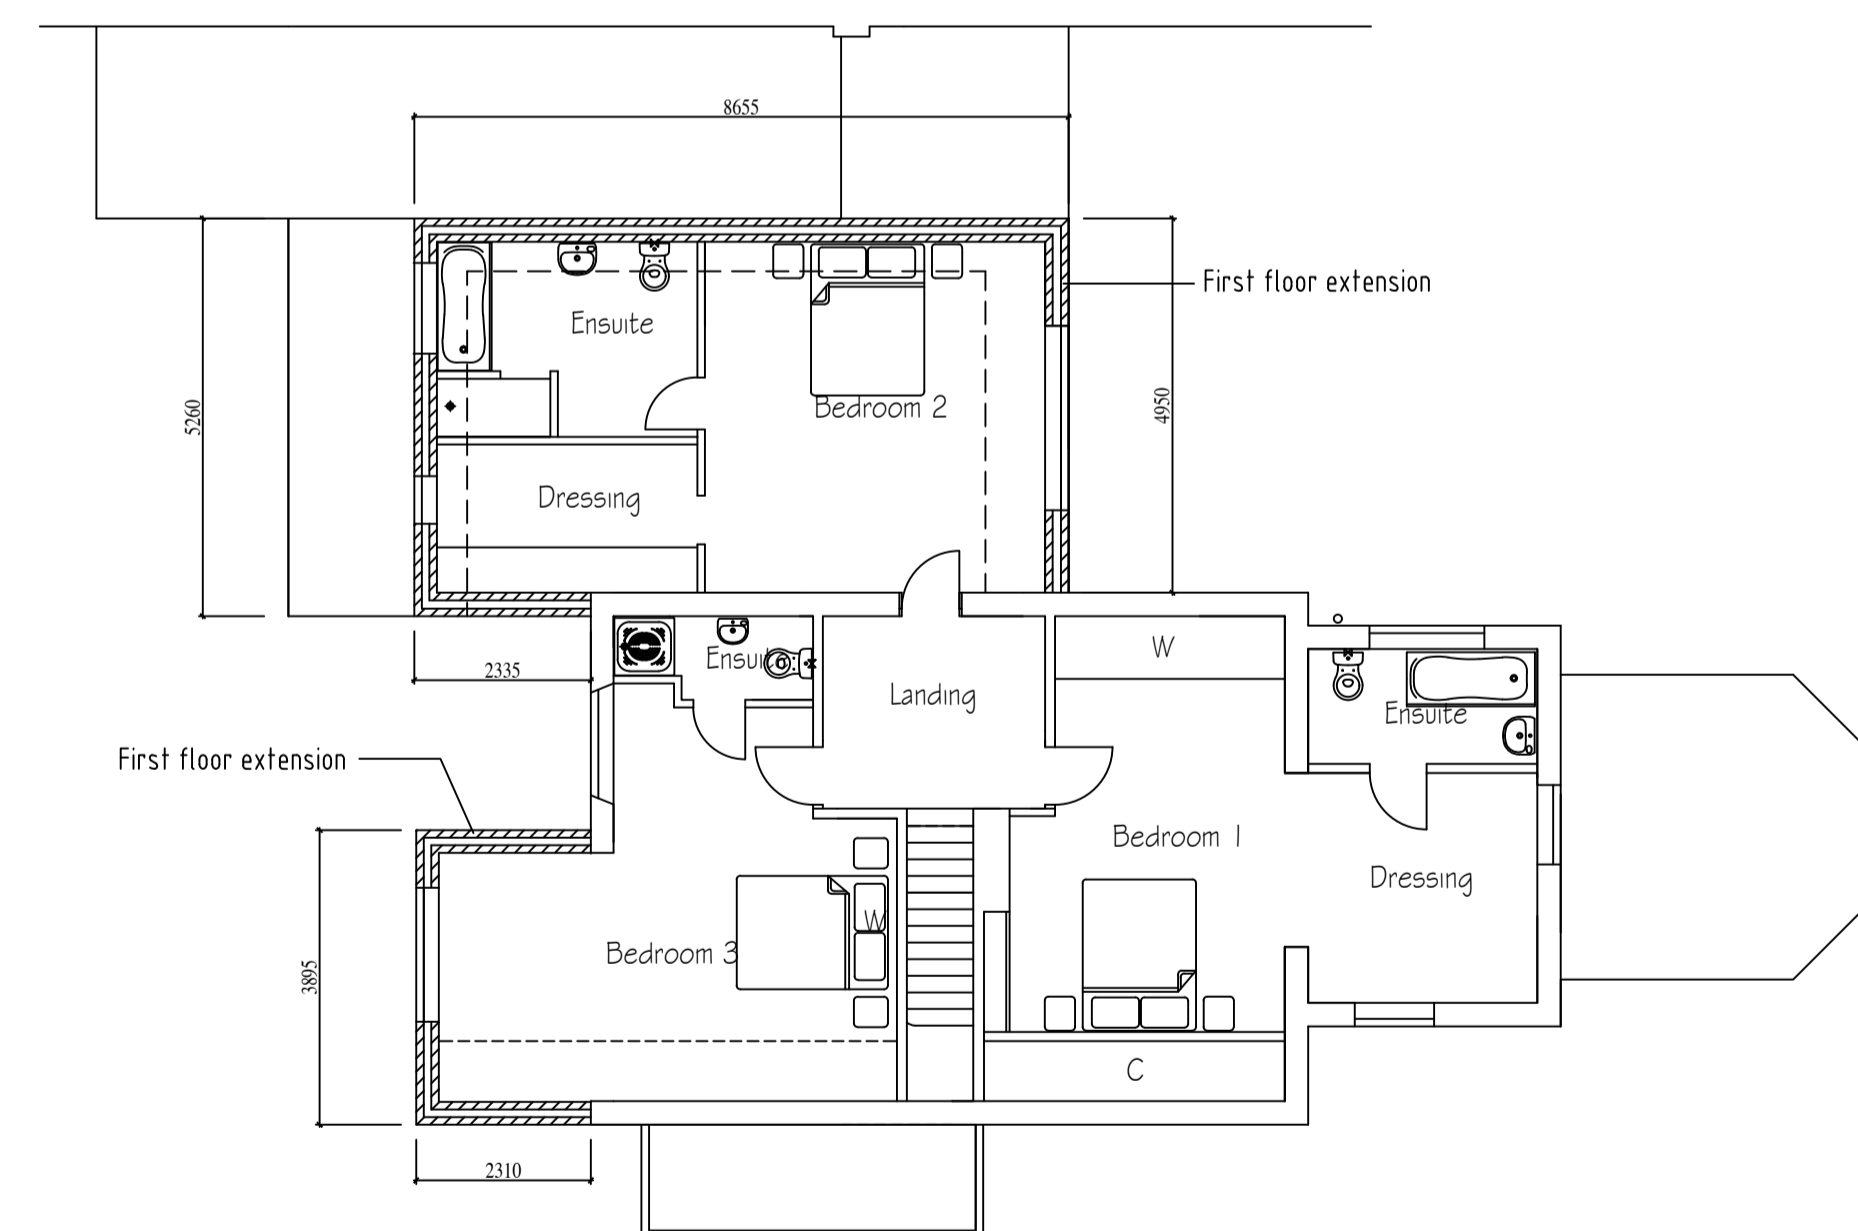 8655
First floor extension
Ensuite
5260
4950
Bedroom 2
Dressing
2335
Ensuite
W
Landing
Ensuite
First floor extension
Bedroom 1
Dressing
W
Bedroom 3
3895
C
2310